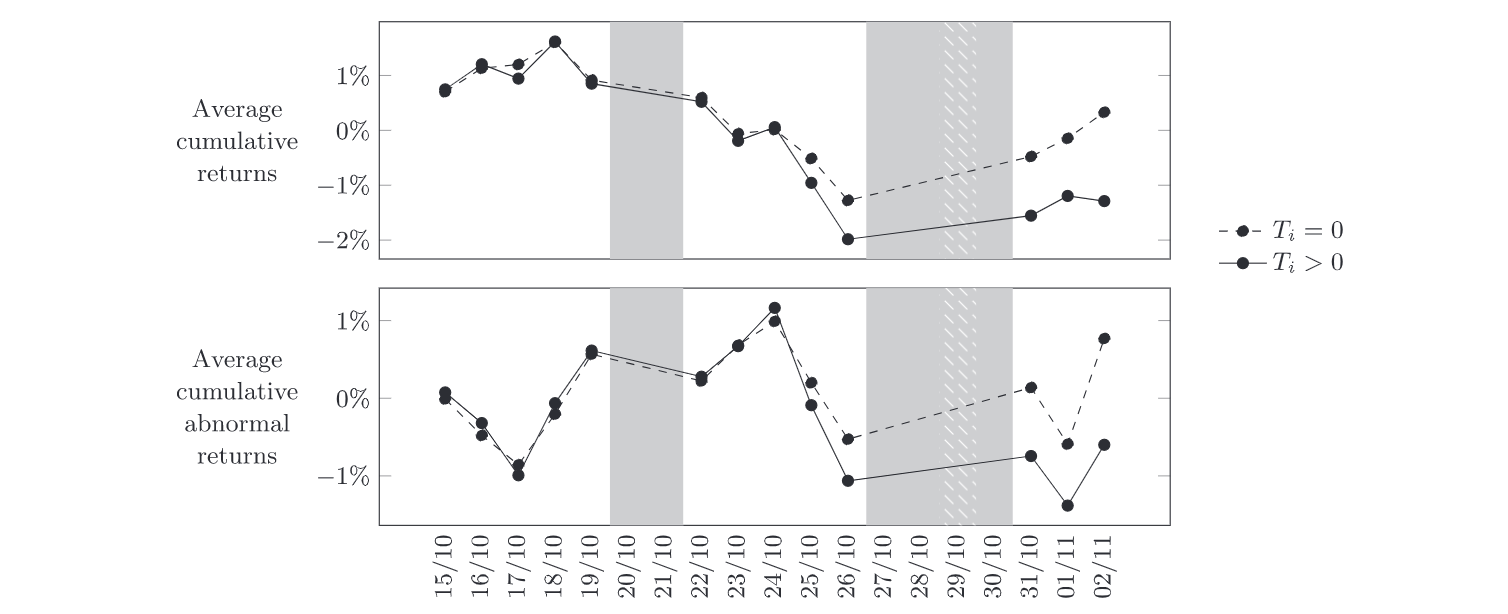 1%
0%
−1%
−2%
Average
cumulative
returns
T_i = 0
T_i > 0
1%
0%
−1%
Average
cumulative
abnormal
returns
15/10
16/10
17/10
18/10
19/10
20/10
21/10
22/10
23/10
24/10
25/10
26/10
27/10
28/10
29/10
30/10
31/10
01/11
02/11